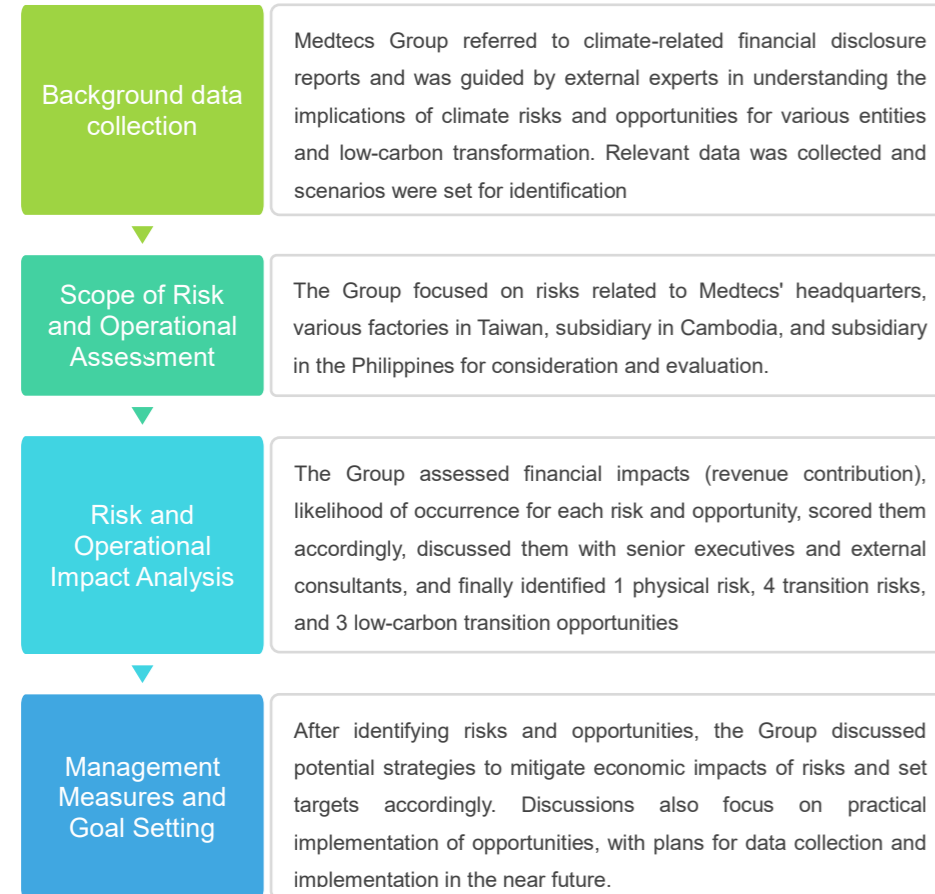 Background data
collection
Medtecs Group referred to climate-related financial disclosure
reports and was guided by external experts in understanding the
implications of climate risks and opportunities for various entities
and low-carbon transformation. Relevant data was collected and
scenarios were set for identification
Scope of Risk
and Operational
Assessment
The Group focused on risks related to Medtecs' headquarters,
various factories in Taiwan, subsidiary in Cambodia, and subsidiary
in the Philippines for consideration and evaluation.
Risk and
Operational
Impact Analysis
The Group assessed financial impacts (revenue contribution),
likelihood of occurrence for each risk and opportunity, scored them
accordingly, discussed them with senior executives and external
consultants, and finally identified 1 physical risk, 4 transition risks,
and 3 low-carbon transition opportunities
Management
Measures and
Goal Setting
After identifying risks and opportunities, the Group discussed
potential strategies to mitigate economic impacts of risks and set
targets accordingly. Discussions also focus on practical
implementation of opportunities, with plans for data collection and
implementation in the near future.